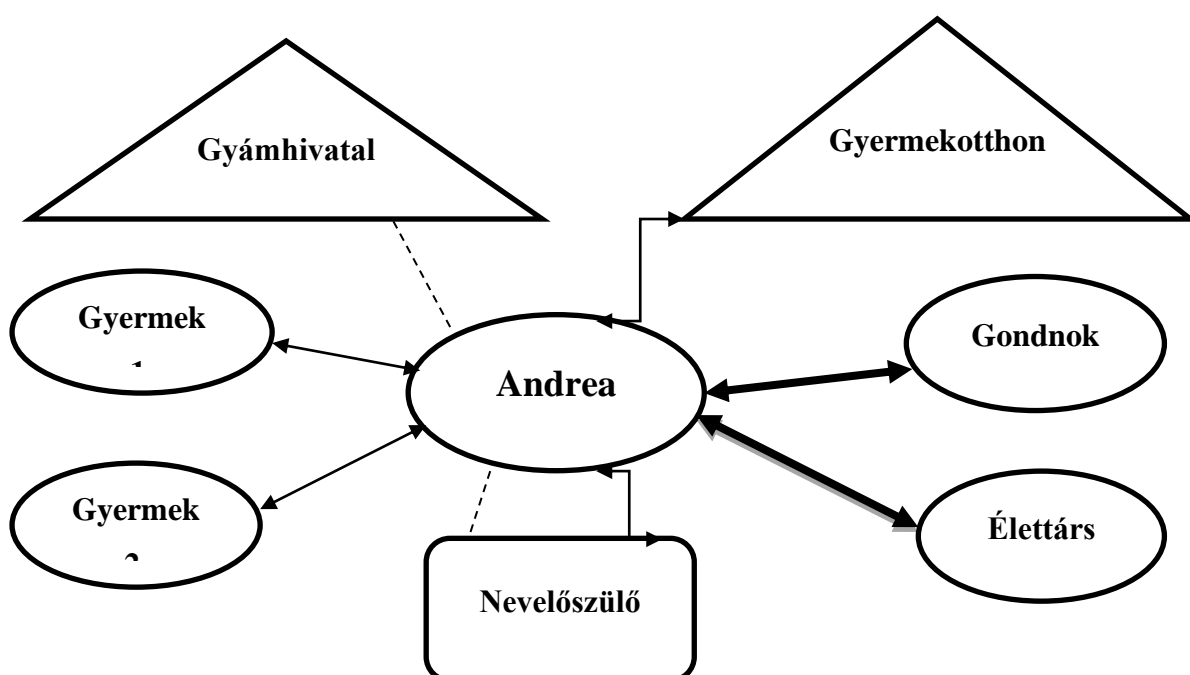 Gyámhivatal
Gyermekotthon
Gyermek
Gondnok
Andrea
Gyermek
Élettárs
Nevelőszülő